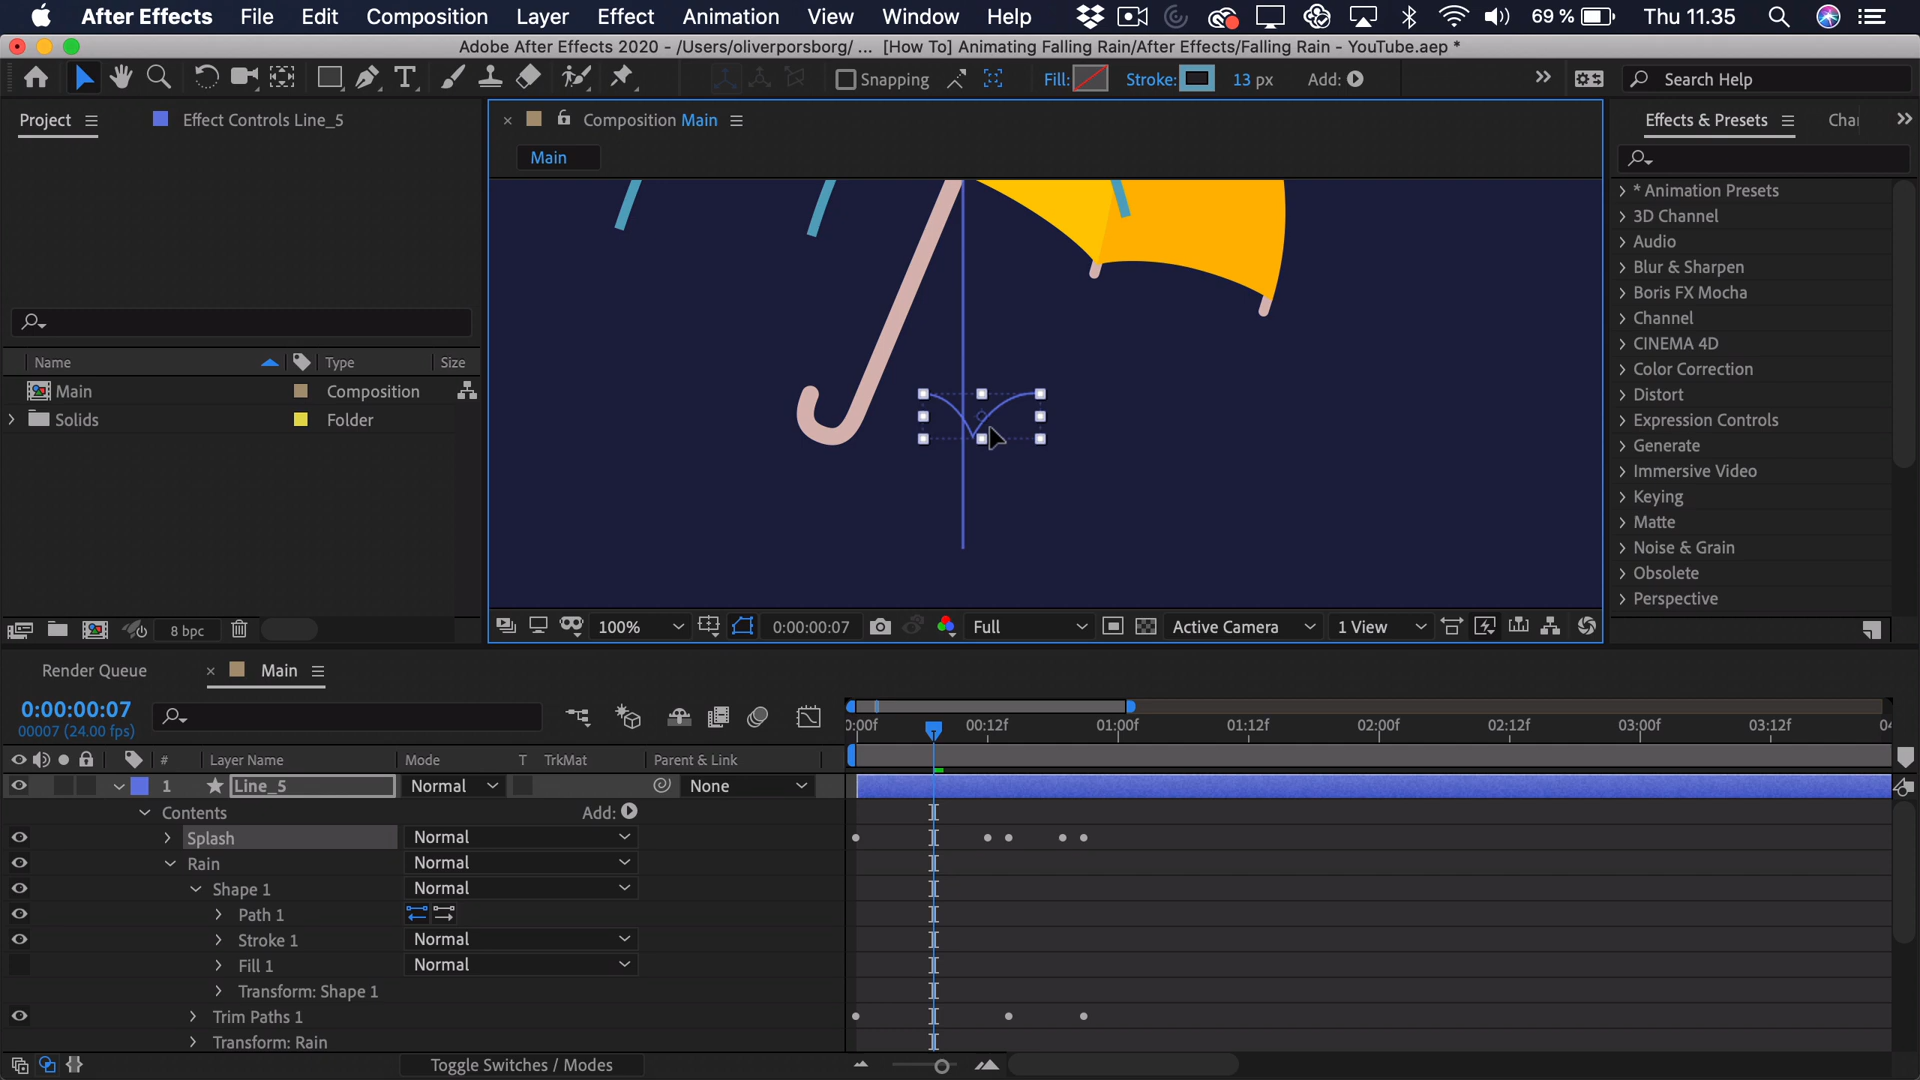 After Effects File Edit Composition Layer Effect Animation View Window Help 69 % Thu 11.35
Adobe After Effects 2020 - /Users/oliverporsborg/ ... [How To] Animating Falling Rain/After Effects/Falling Rain - YouTube.aep *
Snapping Fill: Stroke: 13 px Add: Search Help
Project Effect Controls Line_5 Composition Main Effects & Presets Cha
Main
* Animation Presets
3D Channel
Audio
Blur & Sharpen
Boris FX Mocha
Channel
CINEMA 4D
Color Correction
Distort
Expression Controls
Generate
Immersive Video
Keying
Matte
Noise & Grain
Obsolete
Perspective
Name Type Size
Main Composition
Solids Folder
8 bpc
100% 0:00:00:07 Full Active Camera 1 View
Render Queue Main
0:00:00:07
00007 (24.00 fps)
0:00f 00:12f 01:00f 01:12f 02:00f 02:12f 03:00f 03:12f 04
# Layer Name Mode T TrkMat Parent & Link
1 Line_5 Normal None
Contents Add:
Splash Normal
Rain Normal
Shape 1 Normal
Path 1
Stroke 1 Normal
Fill 1 Normal
Transform: Shape 1
Trim Paths 1
Transform: Rain
Toggle Switches / Modes